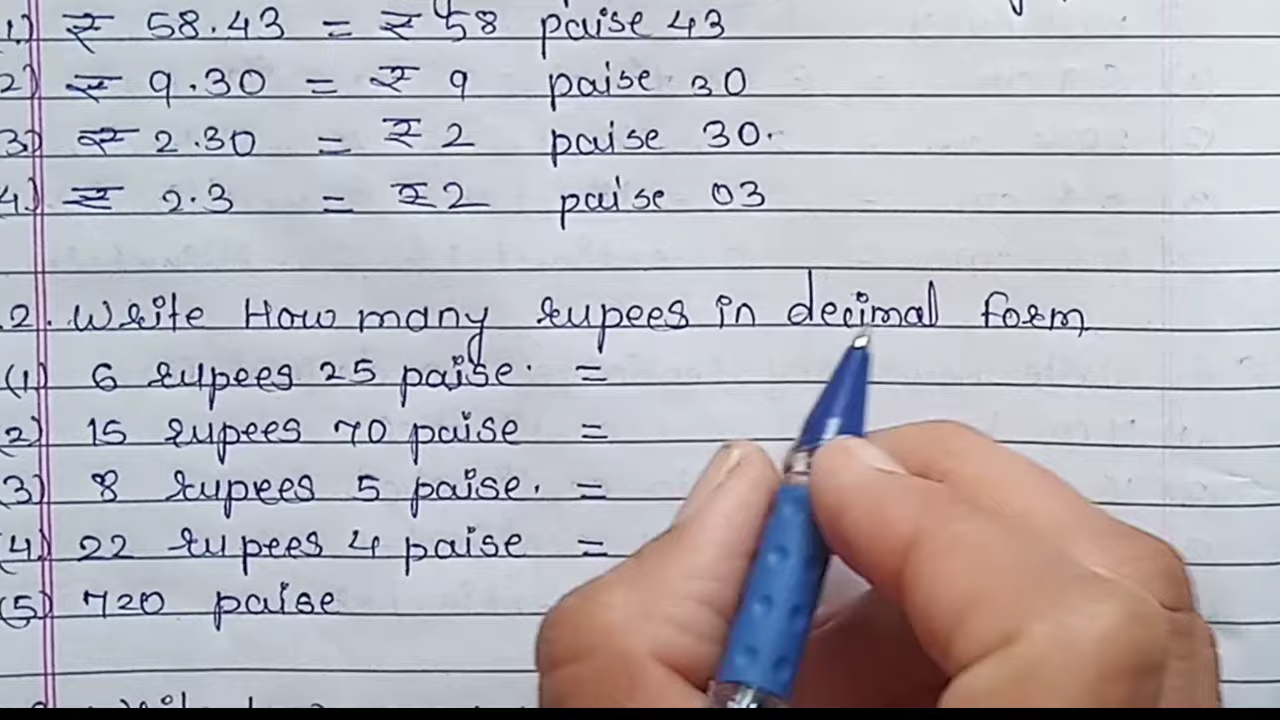 1) ₹ 58.43 = ₹ 58 paise 43
2) ₹ 9.30 = ₹ 9 paise 30
3) ₹ 2.30 = ₹ 2 paise 30.
4) ₹ 2.3 = ₹ 2 paise 03
2. Write How many rupees in decimal form
(1) 6 rupees 25 paise. =
(2) 15 rupees 70 paise =
(3) 8 rupees 5 paise. =
(4) 22 rupees 4 paise =
(5) 720 paise